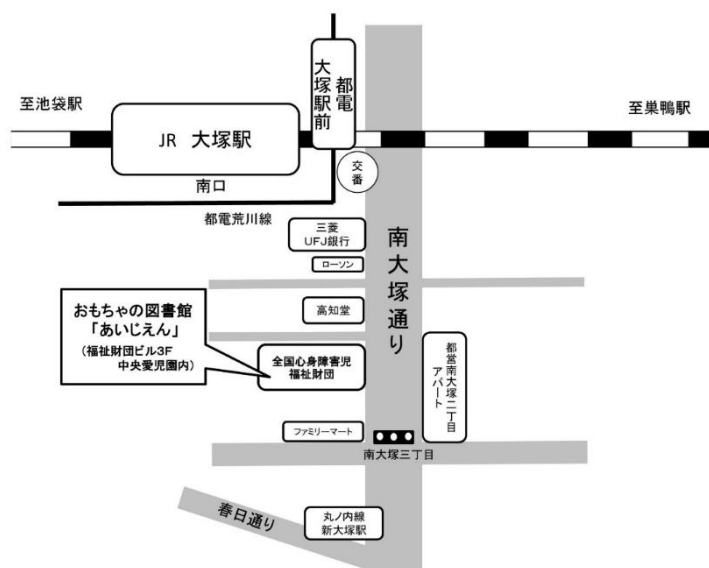 都電
大塚駅前
至池袋駅
至巣鴨駅
JR 大塚駅
交番
南口
都電荒川線
三菱
UFJ銀行
ローソン
南大塚通り
高知堂
おもちゃの図書館
「あいじえん」
（福祉財団ビル3F
中央愛児園内）
全国心身障害児
福祉財団
都営南大塚二丁目
アパート
ファミリーマート
南大塚三丁目
春日通り
丸ノ内線
新大塚駅